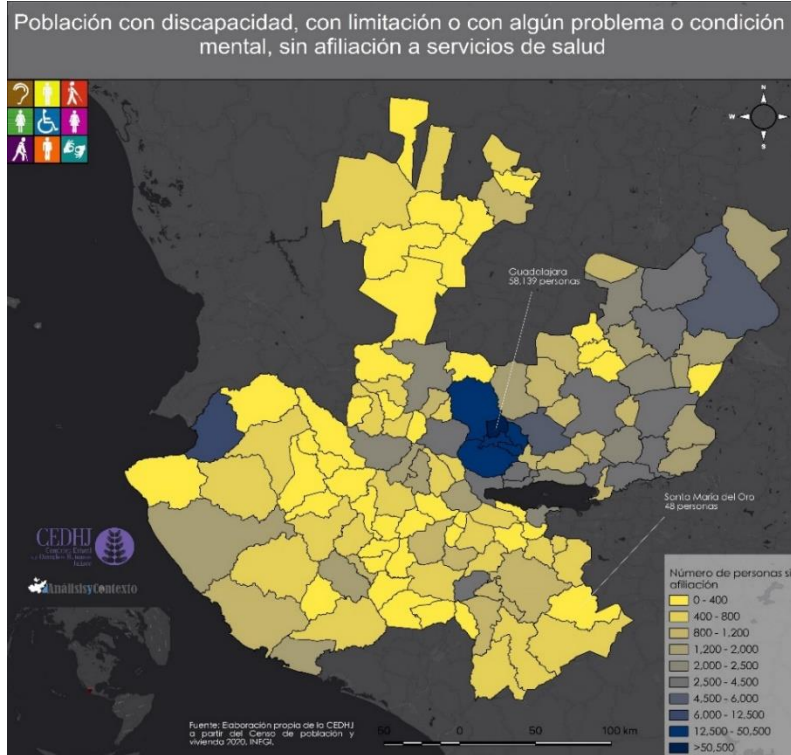 Población con discapacidad, con limitación o con algún problema o condición
mental, sin afiliación a servicios de salud
N
W
S
Guadalajara
58,139 personas
Santa María del Oro
48 personas
CEDHJ
AnálisisyContexto
Número de personas si
afiliación
0 - 400
400 - 800
800 - 1,200
1,200 - 2,000
2,000 - 2,500
2,500 - 4,500
4,500 - 6,000
6,000 - 12,500
12,500 - 50,500
>50,500
Fuente: Elaboración propia de la CEDHJ
a partir del Censo de población y
vivienda 2020, INEGI.
50
0
50
100 km